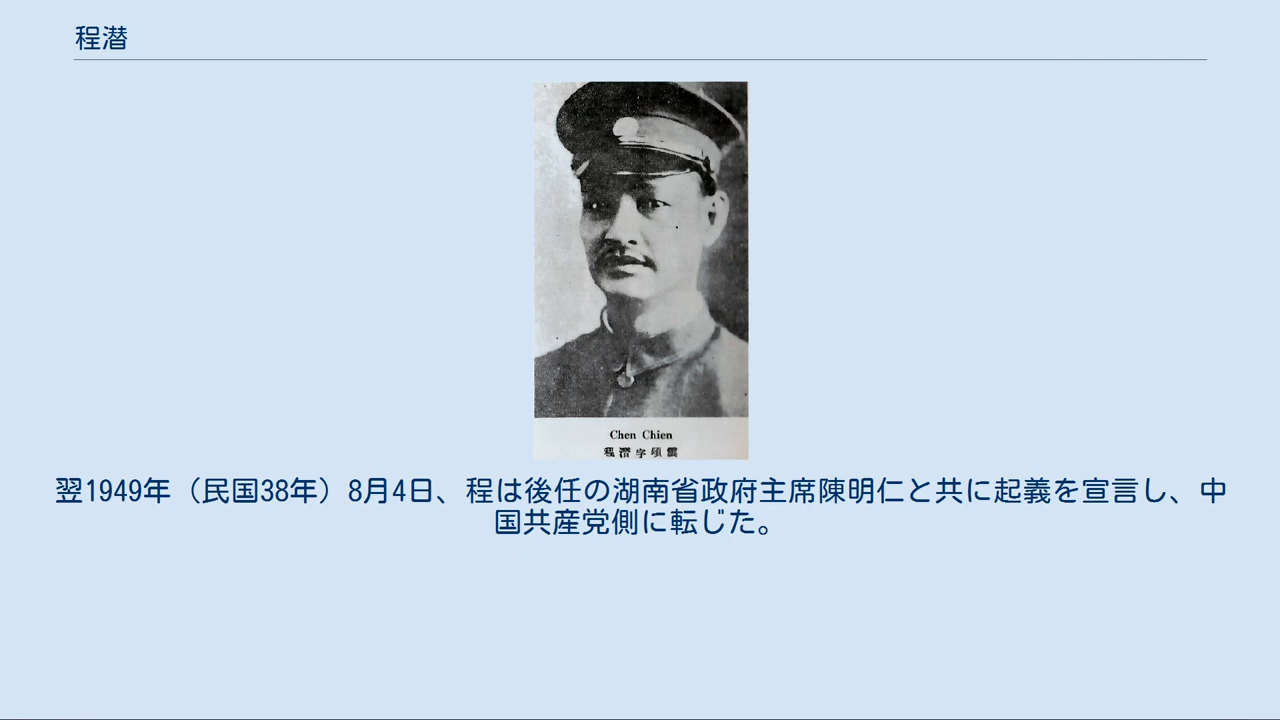 程潜
Chen Chien
程潛字頌雲
翌1949年（民国38年）8月4日、程は後任の湖南省政府主席陳明仁と共に起義を宣言し、中
国共産党側に転じた。